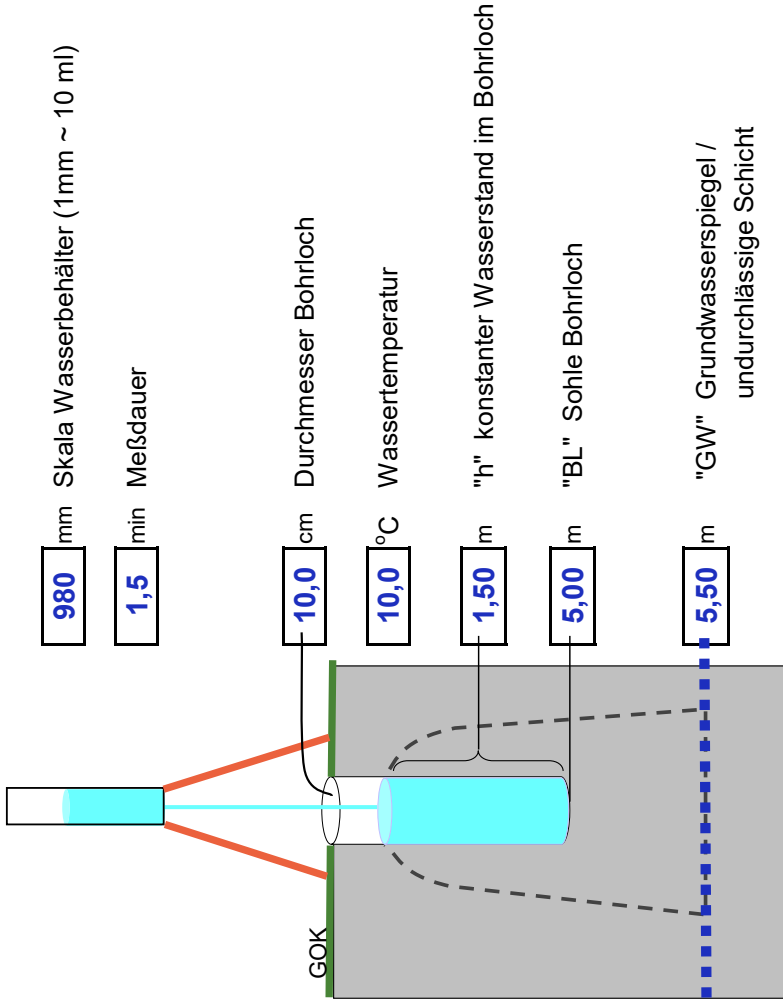 980 mm Skala Wasserbehälter (1mm ~ 10 ml)
1,5 min Meßdauer
10,0 cm Durchmesser Bohrloch
10,0 °C Wassertemperatur
1,50 m "h" konstanter Wasserstand im Bohrloch
5,00 m "BL" Sohle Bohrloch
5,50 m "GW" Grundwasserspiegel /
undurchlässige Schicht
GOK